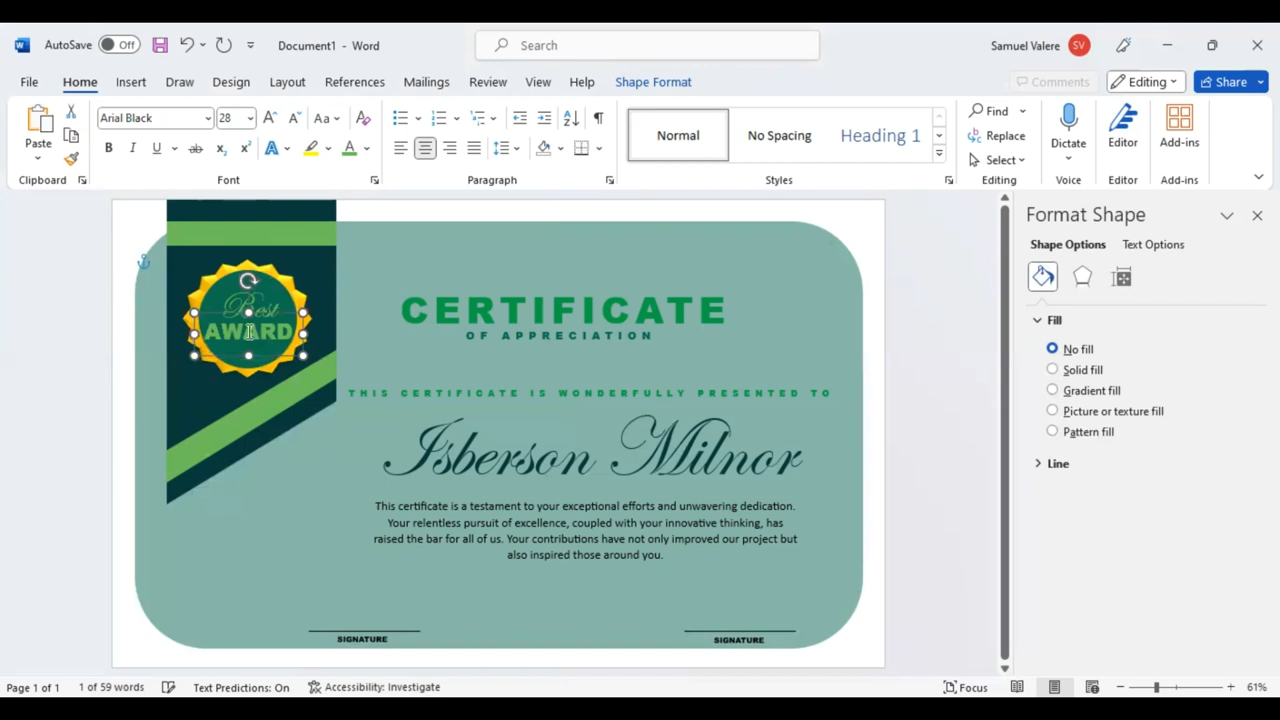 AutoSave Off Document1 - Word Search Samuel Valere SV
File Home Insert Draw Design Layout References Mailings Review View Help Shape Format Comments Editing Share
Paste Arial Black 28 Aa Normal No Spacing Heading 1 Find Replace Select Dictate Editor Add-ins
Clipboard Font Paragraph Styles Editing Voice Editor Add-ins
Format Shape
Shape Options Text Options
Fill
No fill
Solid fill
Gradient fill
Picture or texture fill
Pattern fill
Line
Best
AWARD
CERTIFICATE
OF APPRECIATION
THIS CERTIFICATE IS WONDERFULLY PRESENTED TO
Isberson Milnor
This certificate is a testament to your exceptional efforts and unwavering dedication.
Your relentless pursuit of excellence, coupled with your innovative thinking, has
raised the bar for all of us. Your contributions have not only improved our project but
also inspired those around you.
SIGNATURE SIGNATURE
Page 1 of 1 1 of 59 words Text Predictions: On Accessibility: Investigate Focus 61%